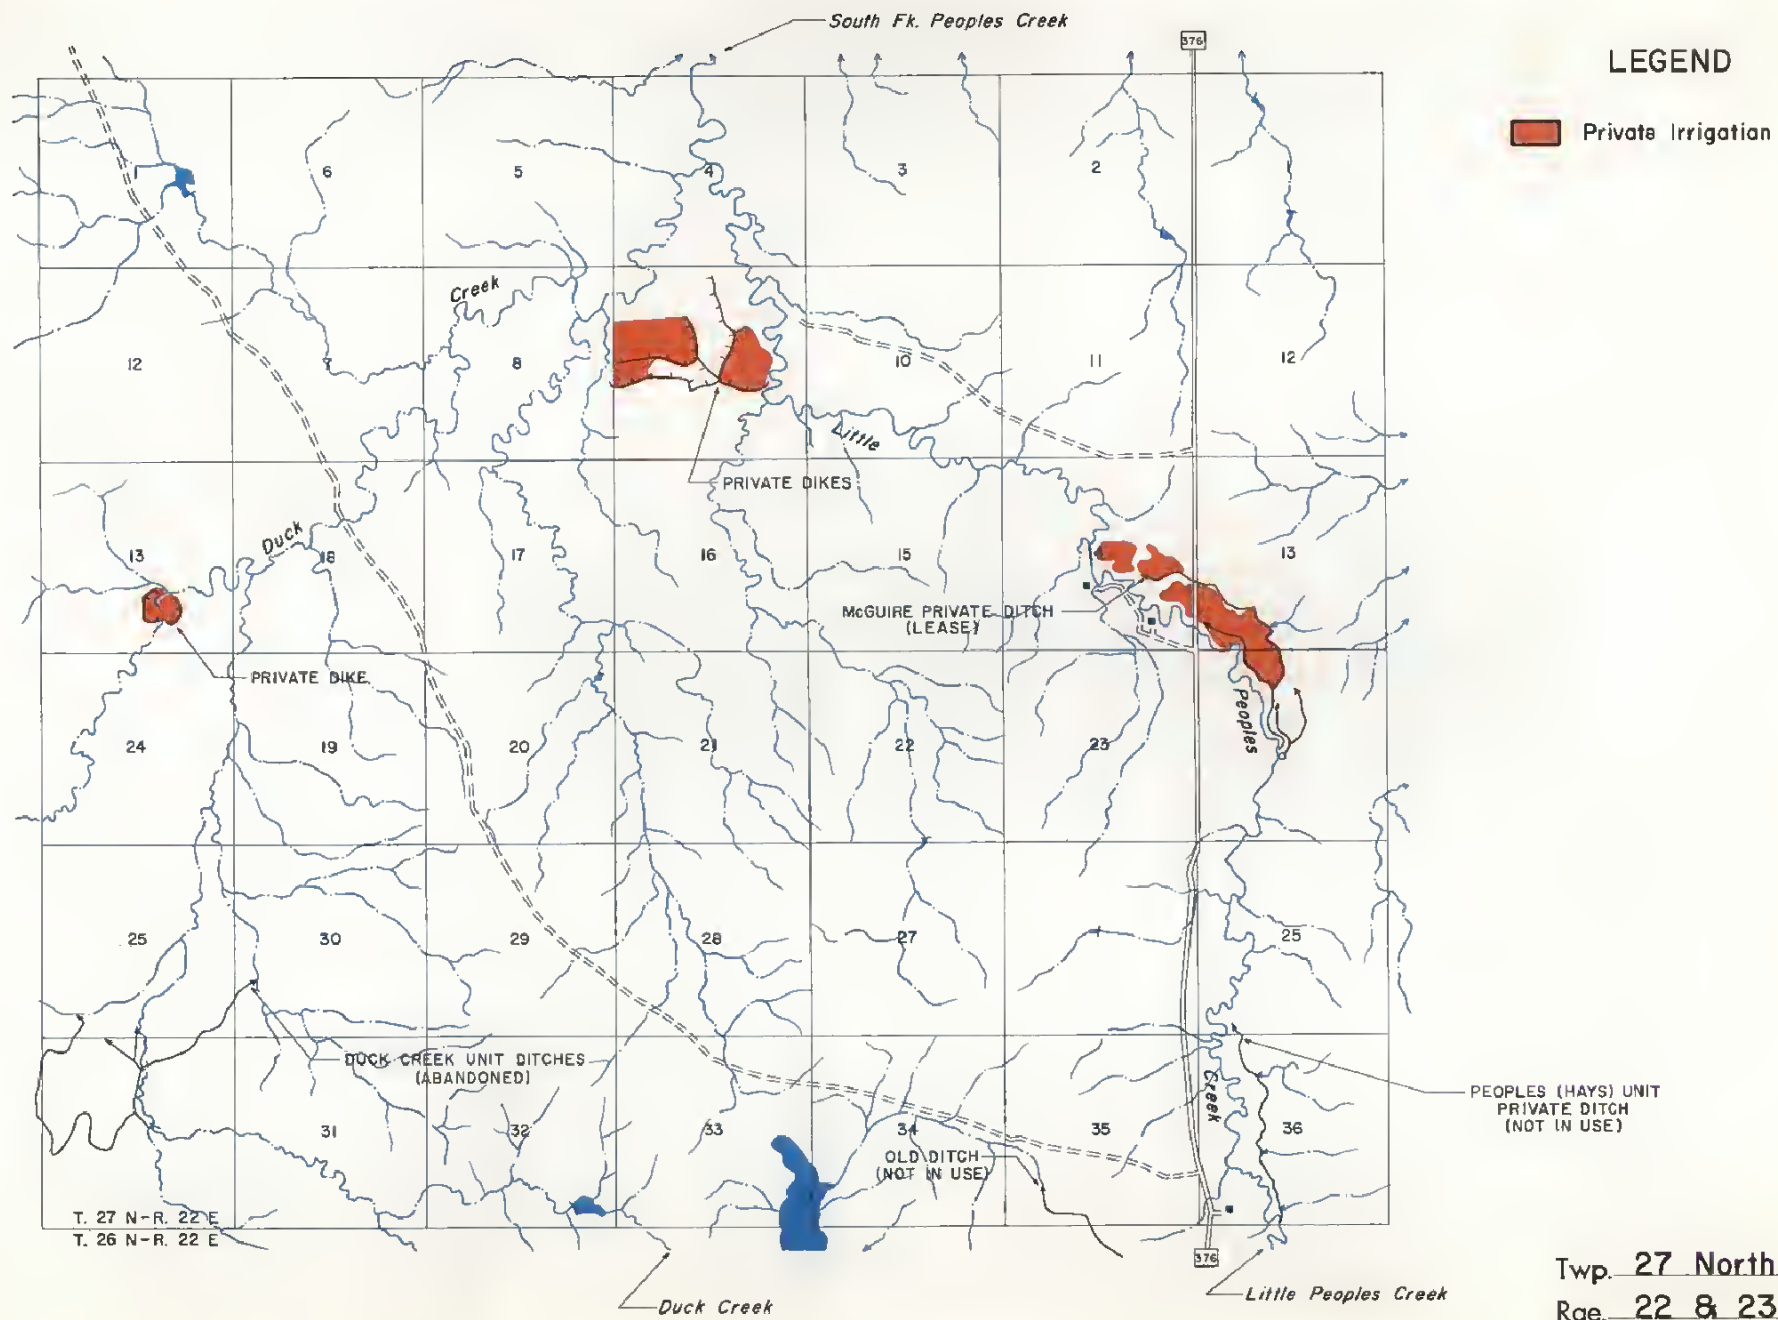 South Fk. Peoples Creek
376
LEGEND
Private Irrigation
6
5
4
3
2
Creek
12
7
8
10
11
12
Little
PRIVATE DIKES
Duck
13
18
17
16
15
13
McGUIRE PRIVATE DITCH
(LEASE)
PRIVATE DIKE
Peoples
24
19
20
21
22
23
25
30
29
28
27
25
DUCK CREEK UNIT DITCHES
(ABANDONED)
Creek
PEOPLES (HAYS) UNIT
PRIVATE DITCH
(NOT IN USE)
31
32
33
34
35
36
OLD DITCH
(NOT IN USE)
T. 27 N-R. 22 E
T. 26 N-R. 22 E
376
Twp. 27 North
Duck Creek
Little Peoples Creek
Rge. 22 & 23